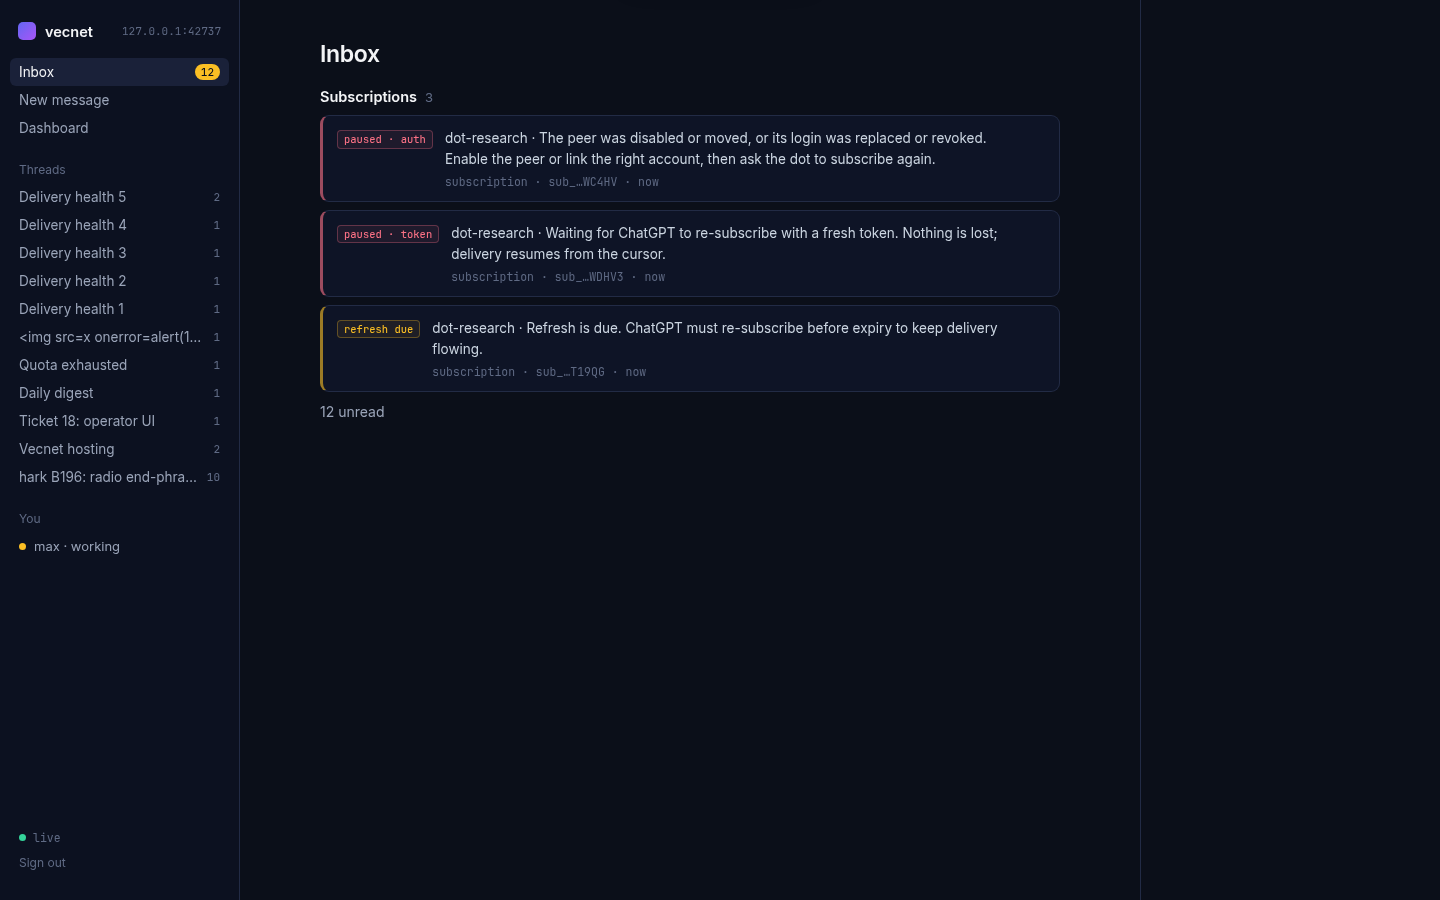 vecnet 127.0.0.1:42737
Inbox 12
New message
Dashboard
Threads
Delivery health 5 2
Delivery health 4 1
Delivery health 3 1
Delivery health 2 1
Delivery health 1 1
<img src=x onerror=alert(1... 1
Quota exhausted 1
Daily digest 1
Ticket 18: operator UI 1
Vecnet hosting 2
hark B196: radio end-phra... 10
You
max · working
live
Sign out
Inbox
Subscriptions 3
paused · auth dot-research · The peer was disabled or moved, or its login was replaced or revoked.
Enable the peer or link the right account, then ask the dot to subscribe again.
subscription · sub_…WC4HV · now
paused · token dot-research · Waiting for ChatGPT to re-subscribe with a fresh token. Nothing is lost;
delivery resumes from the cursor.
subscription · sub_…WDHV3 · now
refresh due dot-research · Refresh is due. ChatGPT must re-subscribe before expiry to keep delivery
flowing.
subscription · sub_…T19QG · now
12 unread